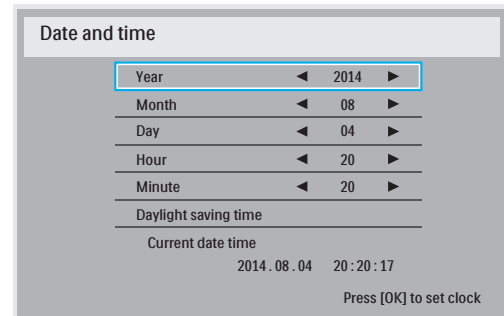 Date and time
Year ◀ 2014 ▶
Month ◀ 08 ▶
Day ◀ 04 ▶
Hour ◀ 20 ▶
Minute ◀ 20 ▶
Daylight saving time
Current date time
2014 . 08 . 04 20 : 20 : 17
Press [OK] to set clock